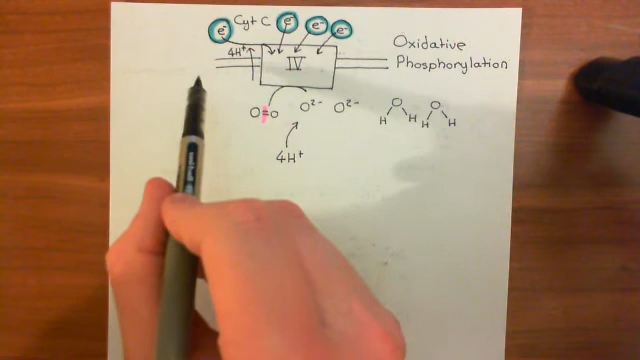 Cyt C
e⁻ e⁻ e⁻ e⁻
4H⁺
IV
Oxidative
Phosphorylation
O=O O²⁻ O²⁻
O O
H H H H
4H⁺